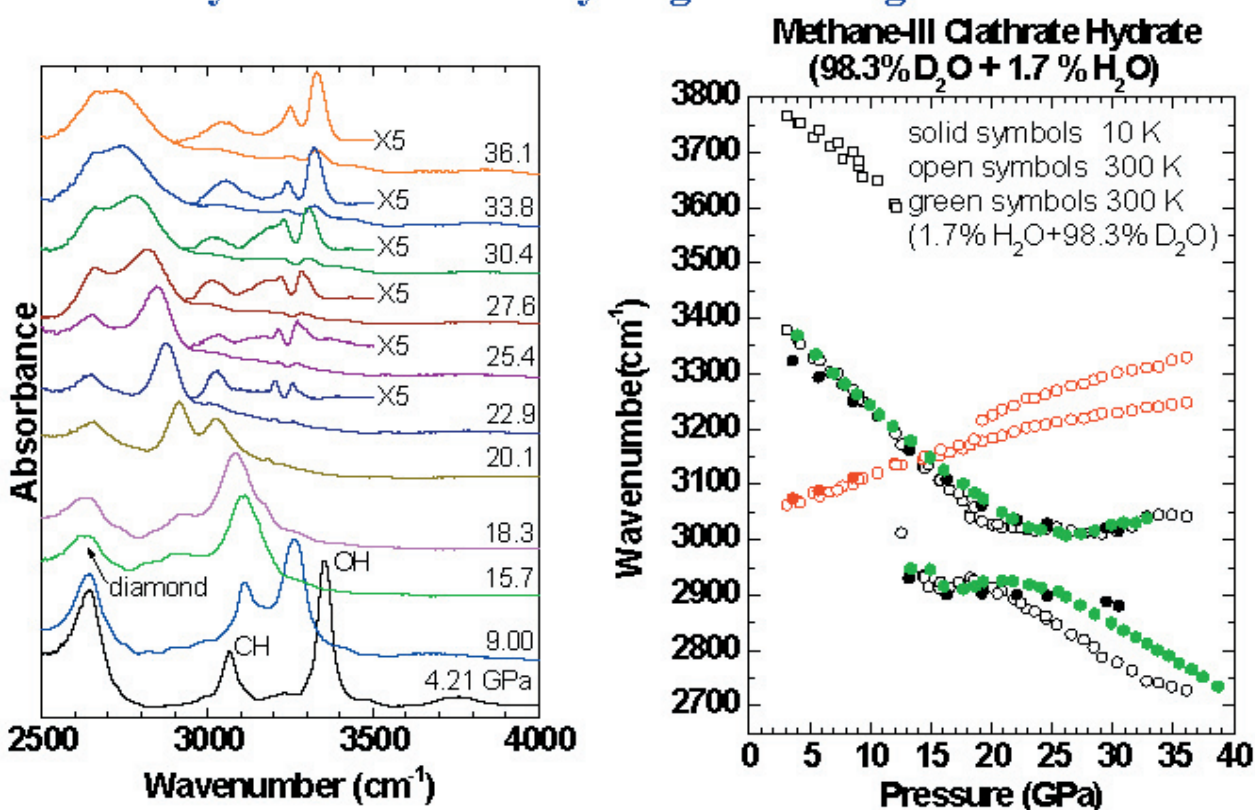 Methane-III Clathrate Hydrate
(98.3% D₂O + 1.7 % H₂O)
X5
36.1
X5
33.8
X5
30.4
X5
27.6
X5
25.4
X5
22.9
20.1
18.3
15.7
9.00
4.21 GPa
diamond
CH
OH
Absorbance
2500 3000 3500 4000
Wavenumber (cm⁻¹)
solid symbols 10 K
open symbols 300 K
green symbols 300 K
(1.7% H₂O+98.3% D₂O)
Wavenumbe(cm⁻¹)
3800
3700
3600
3500
3400
3300
3200
3100
3000
2900
2800
2700
0 5 10 15 20 25 30 35 40
Pressure (GPa)